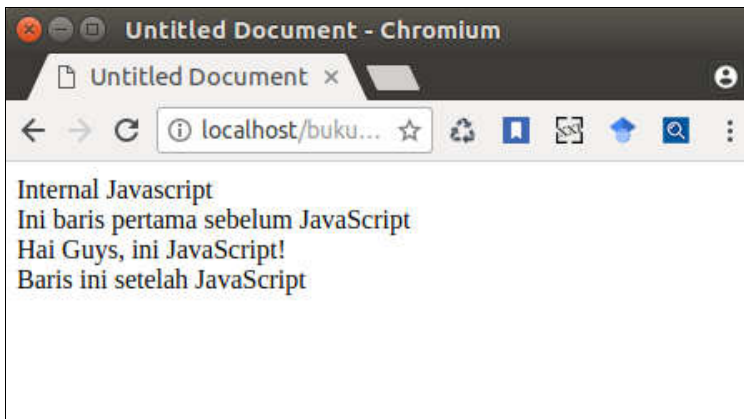 Untitled Document - Chromium
Untitled Document ×
localhost/buku...
Internal Javascript
Ini baris pertama sebelum JavaScript
Hai Guys, ini JavaScript!
Baris ini setelah JavaScript